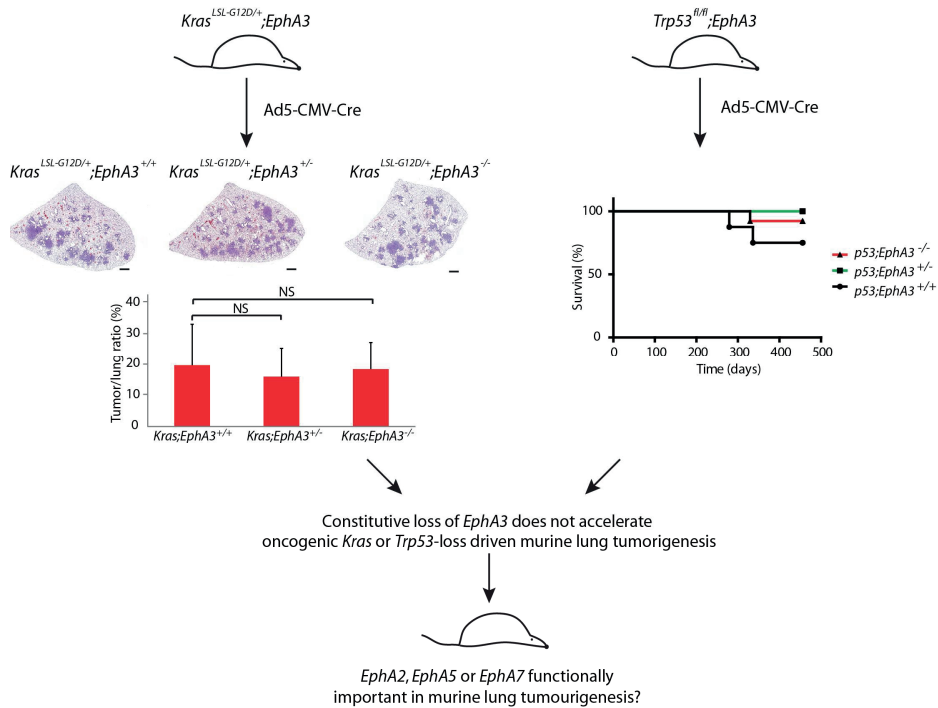 Kras LSL-G12D/+;EphA3
Trp53 fl/fl;EphA3
Ad5-CMV-Cre
Ad5-CMV-Cre
Kras LSL-G12D/+;EphA3 +/+
Kras LSL-G12D/+;EphA3 +/-
Kras LSL-G12D/+;EphA3 -/-
Tumor/lung ratio (%)
40
30
20
10
0
NS
NS
Kras;EphA3+/+
Kras;EphA3+/-
Kras;EphA3-/-
Survival (%)
100
50
0
0 100 200 300 400 500
Time (days)
p53;EphA3 -/-
p53;EphA3 +/-
p53;EphA3 +/+
Constitutive loss of EphA3 does not accelerate
oncogenic Kras or Trp53-loss driven murine lung tumorigenesis
EphA2, EphA5 or EphA7 functionally
important in murine lung tumourigenesis?